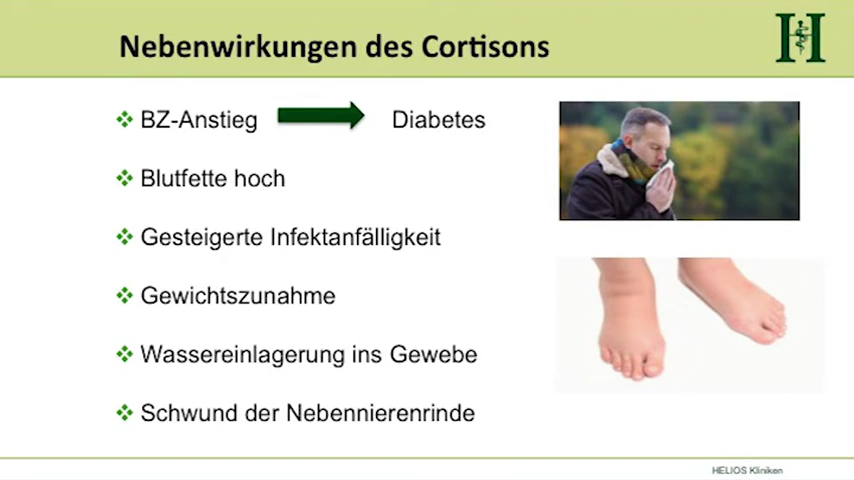 Nebenwirkungen des Cortisons
H
BZ-Anstieg Diabetes
Blutfette hoch
Gesteigerte Infektanfälligkeit
Gewichtszunahme
Wassereinlagerung ins Gewebe
Schwund der Nebennierenrinde
HELIOS Kliniken